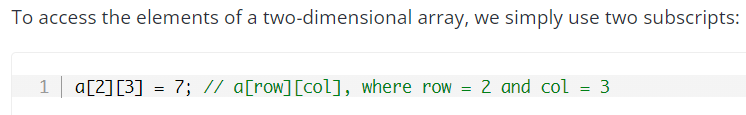 To access the elements of a two-dimensional array, we simply use two subscripts:
1 a[2][3] = 7; // a[row][col], where row = 2 and col = 3